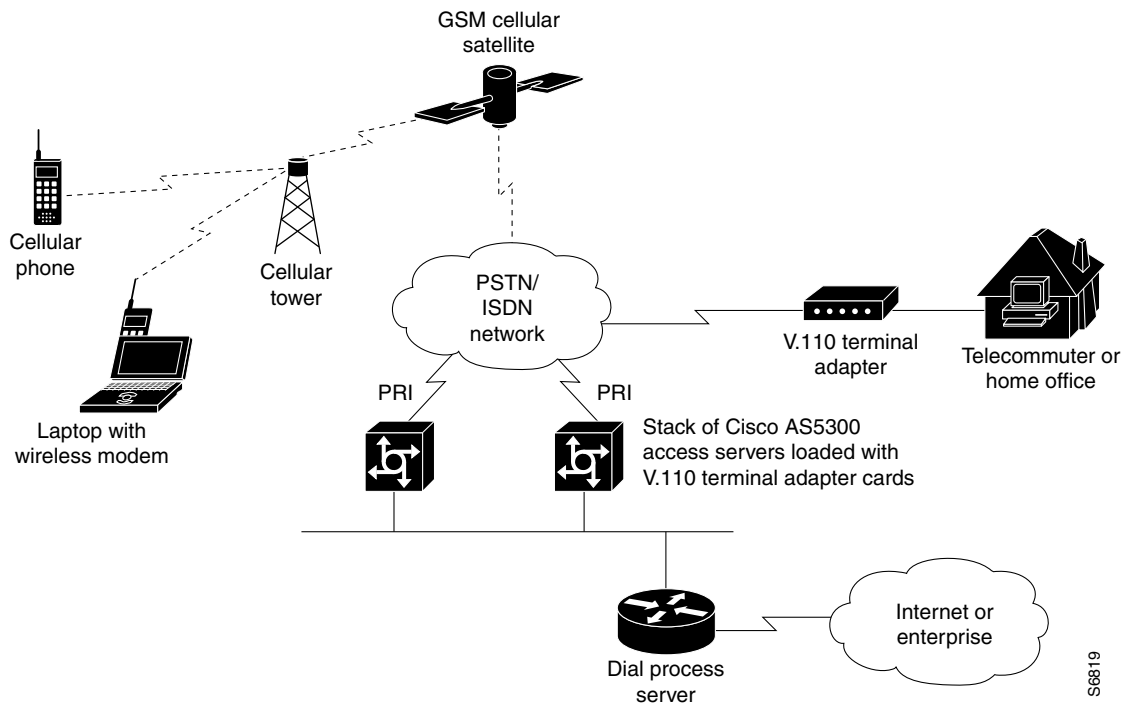 GSM cellular
satellite
Cellular
phone
Cellular
tower
PSTN/
ISDN
network
V.110 terminal
adapter
Telecommuter or
home office
Laptop with
wireless modem
PRI
PRI
Stack of Cisco AS5300
access servers loaded with
V.110 terminal adapter cards
Internet or
enterprise
Dial process
server
S6819